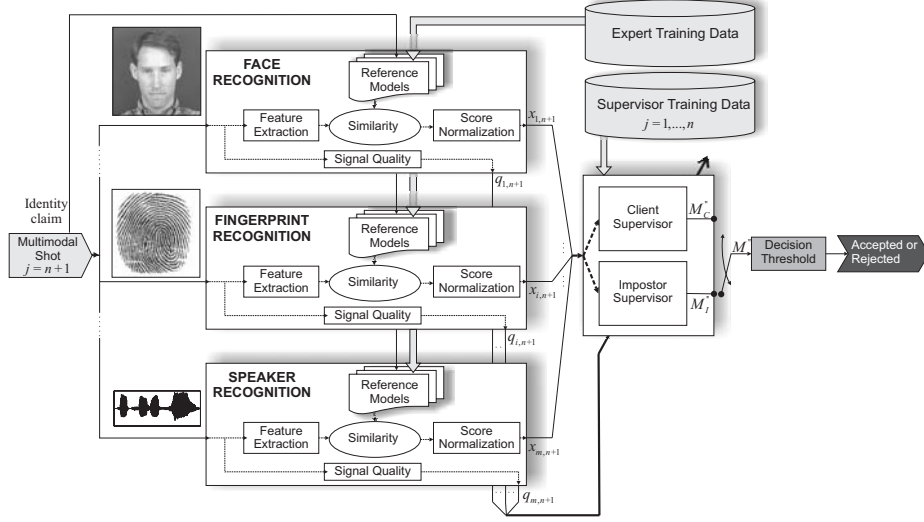 Expert Training Data
Supervisor Training Data
j = 1,...,n
FACE
RECOGNITION
Reference
Models
Feature
Extraction
Similarity
Score
Normalization
Signal Quality
x1,n+1
q1,n+1
Identity
claim
Multimodal
Shot
j = n + 1
FINGERPRINT
RECOGNITION
Reference
Models
Feature
Extraction
Similarity
Score
Normalization
Signal Quality
xi,n+1
qi,n+1
SPEAKER
RECOGNITION
Reference
Models
Feature
Extraction
Similarity
Score
Normalization
Signal Quality
xm,n+1
qm,n+1
Client
Supervisor
M*C
Impostor
Supervisor
M*I
M*
Decision
Threshold
Accepted or
Rejected